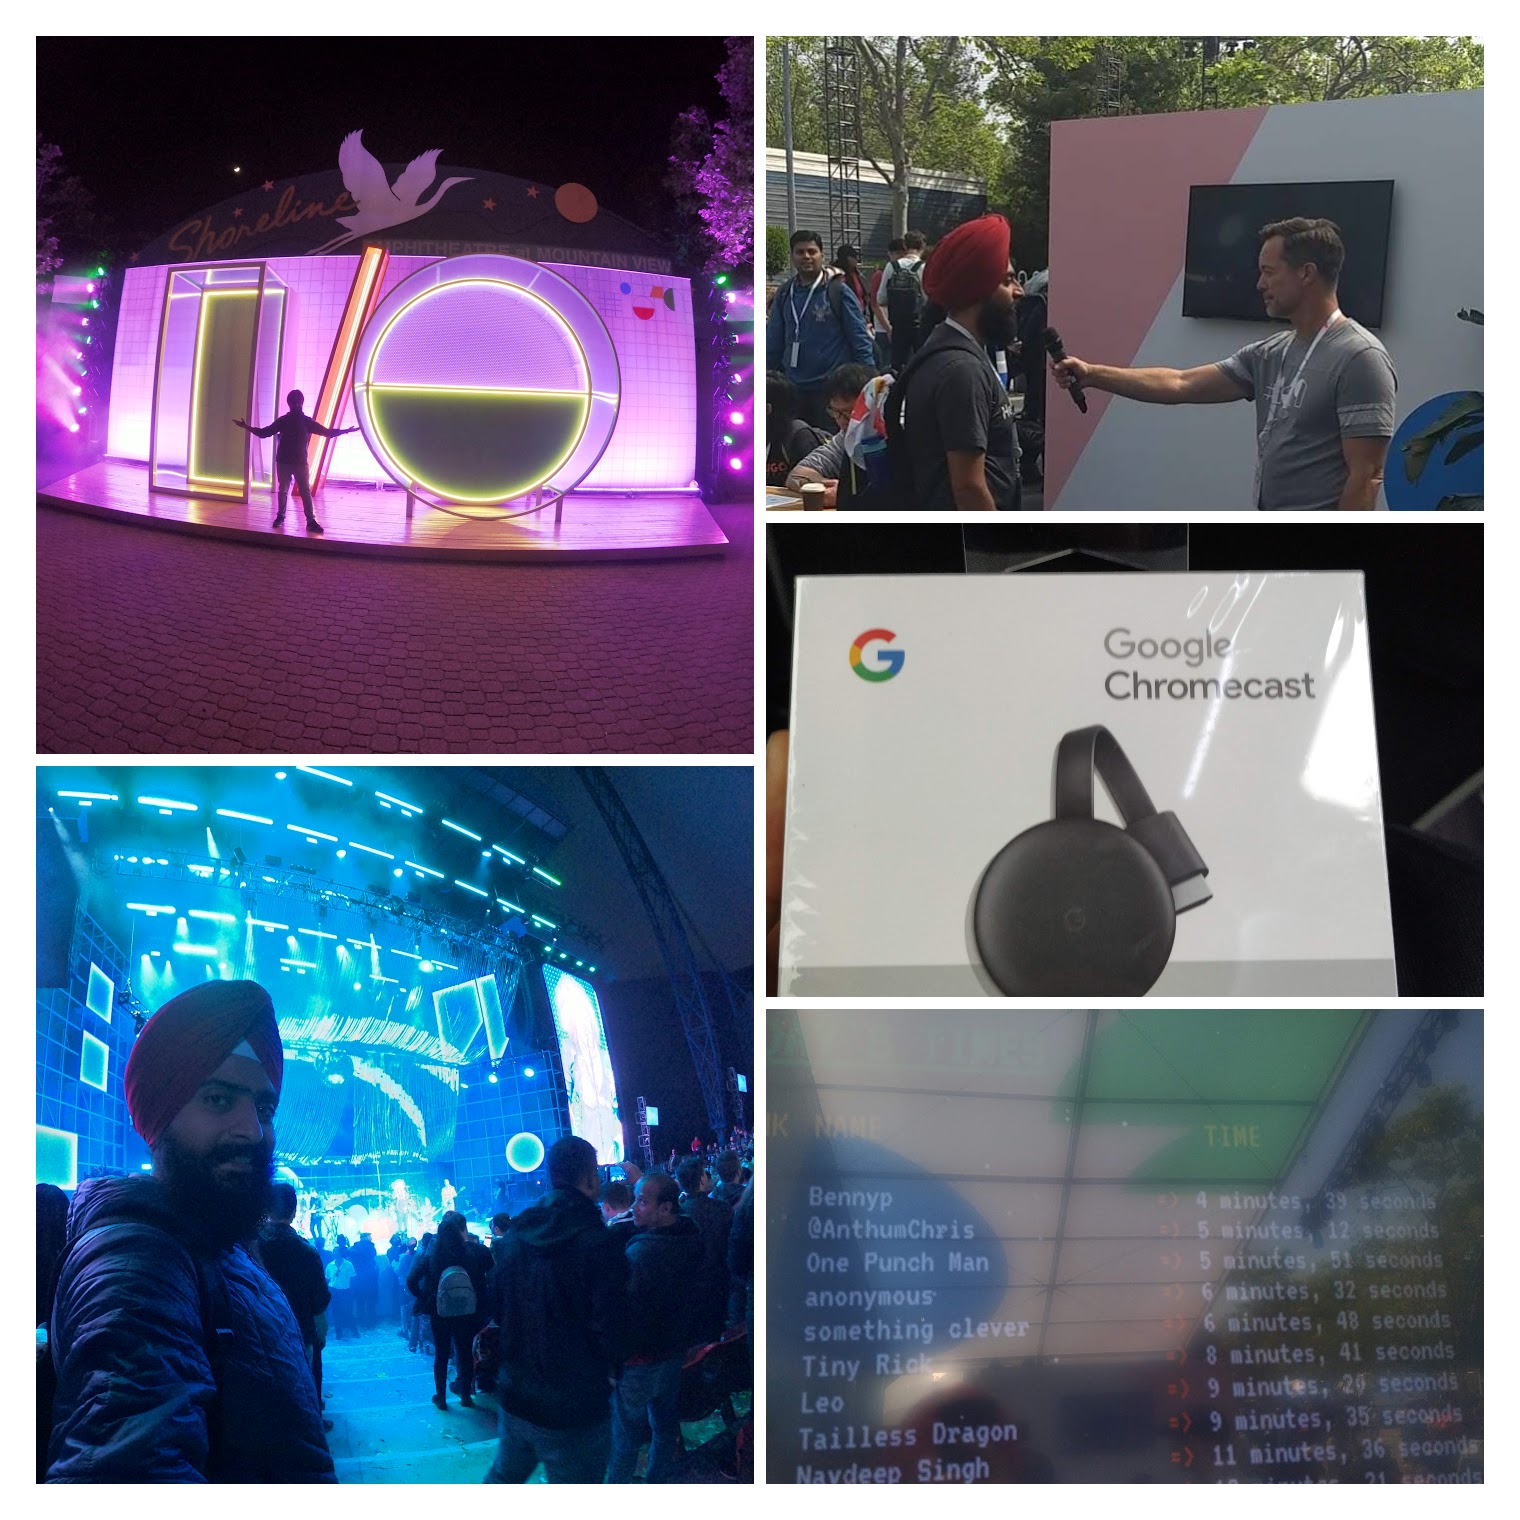 Shoreline
AMPHITHEATRE at MOUNTAIN VIEW
I/O
G
Google
Chromecast
NAME TIME
Bennyp => 4 minutes, 39 seconds
@AnthumChris => 5 minutes, 12 seconds
One Punch Man => 5 minutes, 51 seconds
anonymous => 6 minutes, 32 seconds
something clever => 6 minutes, 48 seconds
Tiny Rick => 8 minutes, 41 seconds
Leo => 9 minutes, 29 seconds
Tailless Dragon => 9 minutes, 35 seconds
Navdeep Singh => 11 minutes, 36 seconds
minutes, 21 seconds